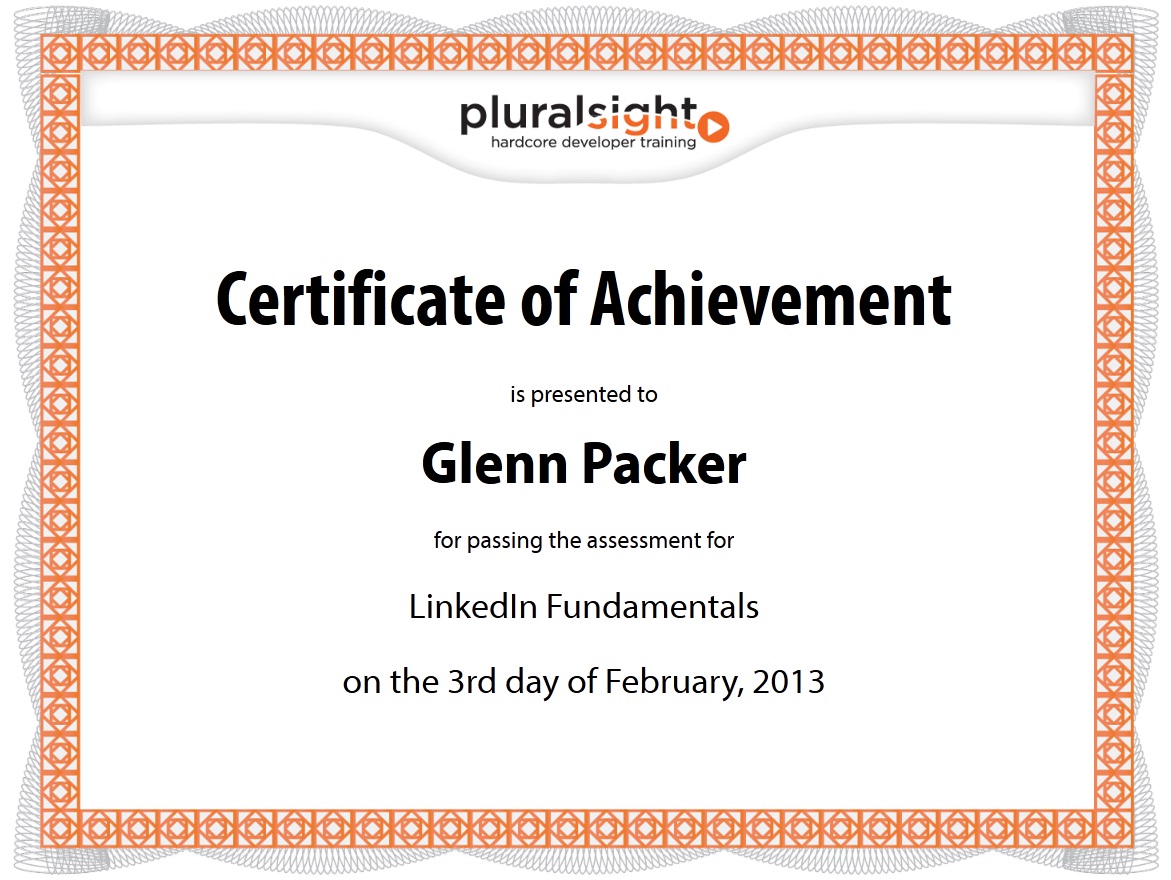 pluralsight
hardcore developer training
Certificate of Achievement
is presented to
Glenn Packer
for passing the assessment for
LinkedIn Fundamentals
on the 3rd day of February, 2013